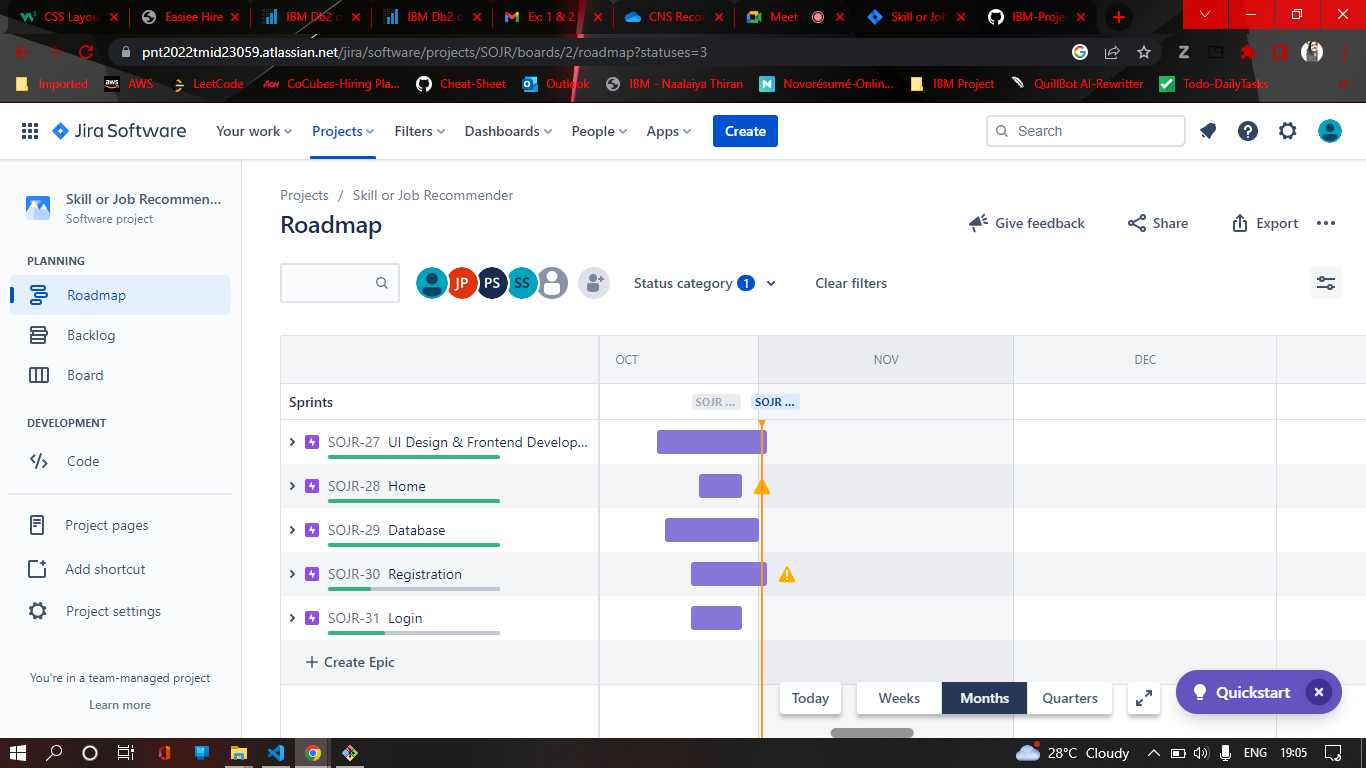 CSS Layou
Easiee Hire
IBM Db2 o
IBM Db2 o
Ex: 1 & 2
CNS Recor
Meet -
Skill or Job
IBM-Proje
pnt2022tmid23059.atlassian.net/jira/software/projects/SOJR/boards/2/roadmap?statuses=3
Imported
AWS
LeetCode
CoCubes-Hiring Pla...
Cheat-Sheet
Outlook
IBM - Naalaiya Thiran
Novorésumé-Onlin...
IBM Project
QuillBot AI-Rewritter
Todo-DailyTasks
Jira Software
Your work
Projects
Filters
Dashboards
People
Apps
Create
Search
Skill or Job Recommen...
Software project
PLANNING
Roadmap
Backlog
Board
DEVELOPMENT
Code
Project pages
Add shortcut
Project settings
You're in a team-managed project
Learn more
Projects / Skill or Job Recommender
Roadmap
Give feedback
Share
Export
JP
PS
SS
Status category 1
Clear filters
OCT
NOV
DEC
Sprints
SOJR ...
SOJR ...
SOJR-27 UI Design & Frontend Develop...
SOJR-28 Home
SOJR-29 Database
SOJR-30 Registration
SOJR-31 Login
+ Create Epic
Today
Weeks
Months
Quarters
Quickstart
28°C Cloudy
ENG
19:05